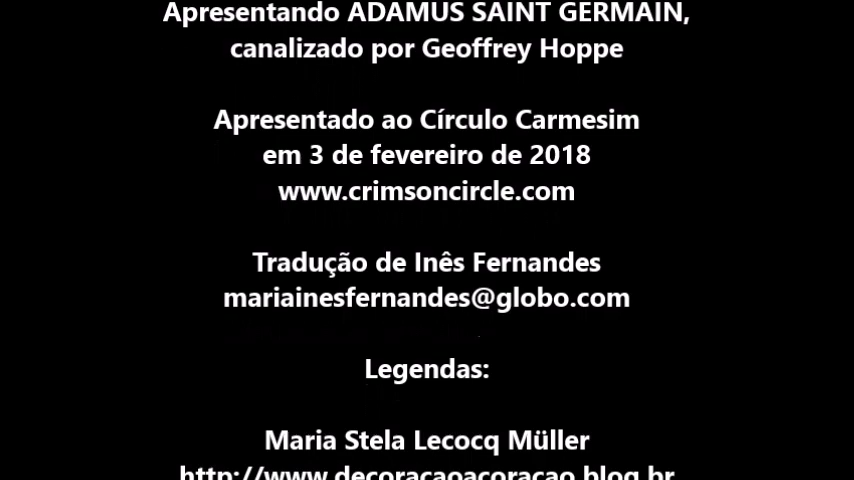 Apresentando ADAMUS SAINT GERMAIN,
canalizado por Geoffrey Hoppe
Apresentado ao Círculo Carmesim
em 3 de fevereiro de 2018
www.crimsoncircle.com
Tradução de Inês Fernandes
mariainesfernandes@globo.com
Legendas:
Maria Stela Lecocq Müller
http://www.decoracaoacoracao.blog.br